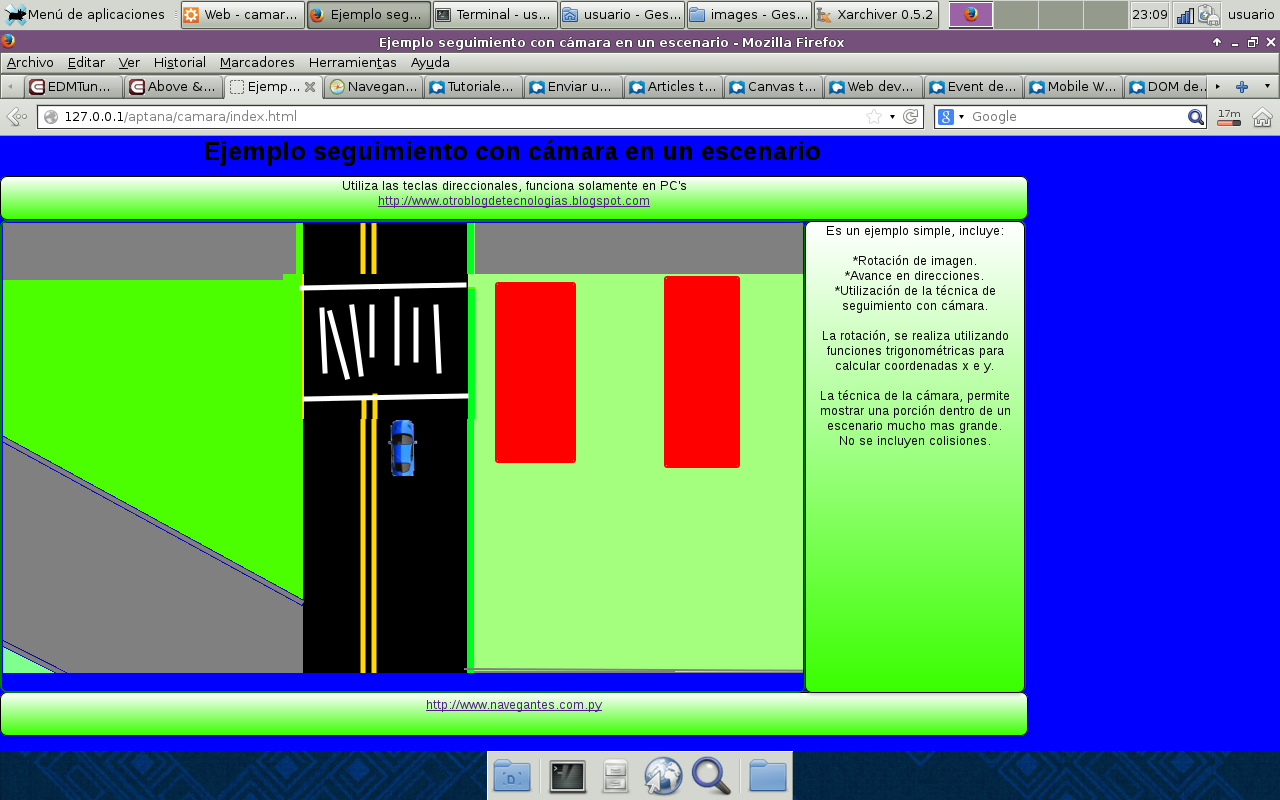 Menú de aplicaciones
Web - camar...
Ejemplo seg...
Terminal - us...
usuario - Ges...
images - Ges...
Xarchiver 0.5.2
23:09
usuario
Ejemplo seguimiento con cámara en un escenario - Mozilla Firefox
Archivo Editar Ver Historial Marcadores Herramientas Ayuda
EDMTun...
Above &...
Ejemp...
Navegan...
Tutoriale...
Enviar u...
Articles t...
Canvas t...
Web dev...
Event de...
Mobile W...
DOM de...
127.0.0.1/aptana/camara/index.html
Google
17m
Ejemplo seguimiento con cámara en un escenario
Utiliza las teclas direccionales, funciona solamente en PC's
http://www.otroblogdetecnologias.blogspot.com
Es un ejemplo simple, incluye:
*Rotación de imagen.
*Avance en direcciones.
*Utilización de la técnica de
seguimiento con cámara.
La rotación, se realiza utilizando
funciones trigonométricas para
calcular coordenadas x e y.
La técnica de la cámara, permite
mostrar una porción dentro de un
escenario mucho mas grande.
No se incluyen colisiones.
http://www.navegantes.com.py